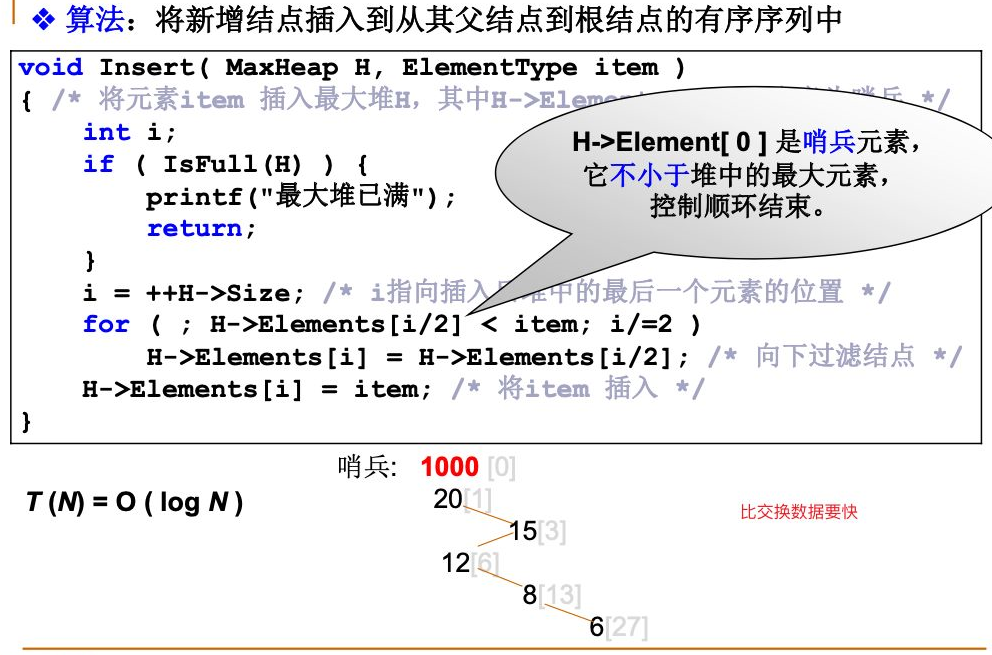 ❖ 算法：将新增结点插入到从其父结点到根结点的有序序列中
void Insert( MaxHeap H, ElementType item )
{ /* 将元素item 插入最大堆H，其中H->Eleme 哨兵 */
int i;
if ( IsFull(H) ) {
printf("最大堆已满");
return;
}
i = ++H->Size; /* i指向插入 堆中的最后一个元素的位置 */
for ( ; H->Elements[i/2] < item; i/=2 )
H->Elements[i] = H->Elements[i/2]; /* 向下过滤结点 */
H->Elements[i] = item; /* 将item 插入 */
}
H->Element[ 0 ] 是哨兵元素，
它不小于堆中的最大元素，
控制顺环结束。
哨兵: 1000 [0]
T (N) = O ( log N )
20[1]
15[3]
12[6]
8[13]
6[27]
比交换数据要快